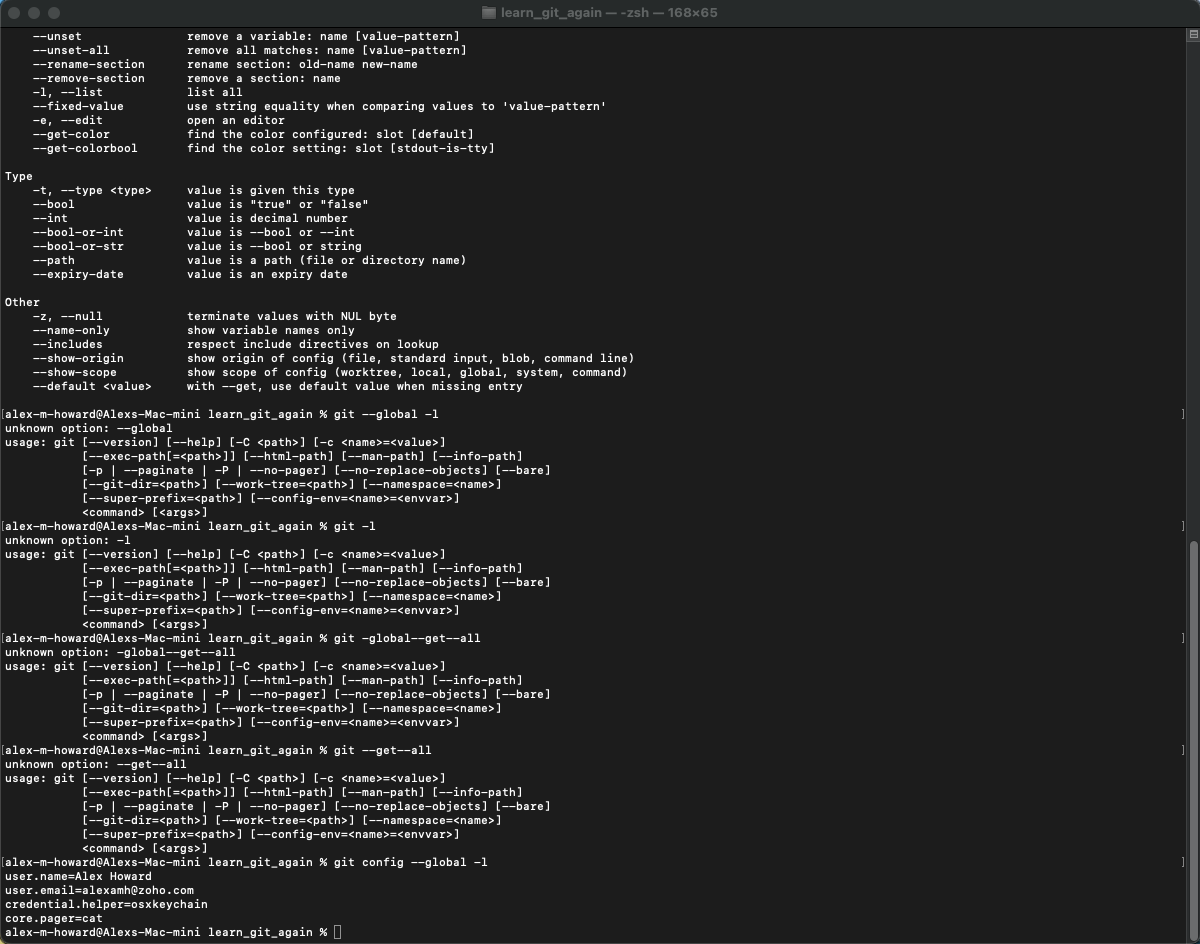 learn_git_again — -zsh — 168×65
    --unset               remove a variable: name [value-pattern]
    --unset-all           remove all matches: name [value-pattern]
    --rename-section      rename section: old-name new-name
    --remove-section      remove a section: name
    -l, --list            list all
    --fixed-value         use string equality when comparing values to 'value-pattern'
    -e, --edit            open an editor
    --get-color           find the color configured: slot [default]
    --get-colorbool       find the color setting: slot [stdout-is-tty]

Type
    -t, --type <type>     value is given this type
    --bool                value is "true" or "false"
    --int                 value is decimal number
    --bool-or-int         value is --bool or --int
    --bool-or-str         value is --bool or string
    --path                value is a path (file or directory name)
    --expiry-date         value is an expiry date

Other
    -z, --null            terminate values with NUL byte
    --name-only           show variable names only
    --includes            respect include directives on lookup
    --show-origin         show origin of config (file, standard input, blob, command line)
    --show-scope          show scope of config (worktree, local, global, system, command)
    --default <value>     with --get, use default value when missing entry

[alex-m-howard@Alexs-Mac-mini learn_git_again % git --global -l ]
unknown option: --global
usage: git [--version] [--help] [-C <path>] [-c <name>=<value>]
           [--exec-path[=<path>]] [--html-path] [--man-path] [--info-path]
           [-p | --paginate | -P | --no-pager] [--no-replace-objects] [--bare]
           [--git-dir=<path>] [--work-tree=<path>] [--namespace=<name>]
           [--super-prefix=<path>] [--config-env=<name>=<envvar>]
           <command> [<args>]
[alex-m-howard@Alexs-Mac-mini learn_git_again % git -l ]
unknown option: -l
usage: git [--version] [--help] [-C <path>] [-c <name>=<value>]
           [--exec-path[=<path>]] [--html-path] [--man-path] [--info-path]
           [-p | --paginate | -P | --no-pager] [--no-replace-objects] [--bare]
           [--git-dir=<path>] [--work-tree=<path>] [--namespace=<name>]
           [--super-prefix=<path>] [--config-env=<name>=<envvar>]
           <command> [<args>]
[alex-m-howard@Alexs-Mac-mini learn_git_again % git -global--get--all ]
unknown option: -global--get--all
usage: git [--version] [--help] [-C <path>] [-c <name>=<value>]
           [--exec-path[=<path>]] [--html-path] [--man-path] [--info-path]
           [-p | --paginate | -P | --no-pager] [--no-replace-objects] [--bare]
           [--git-dir=<path>] [--work-tree=<path>] [--namespace=<name>]
           [--super-prefix=<path>] [--config-env=<name>=<envvar>]
           <command> [<args>]
[alex-m-howard@Alexs-Mac-mini learn_git_again % git --get--all ]
unknown option: --get--all
usage: git [--version] [--help] [-C <path>] [-c <name>=<value>]
           [--exec-path[=<path>]] [--html-path] [--man-path] [--info-path]
           [-p | --paginate | -P | --no-pager] [--no-replace-objects] [--bare]
           [--git-dir=<path>] [--work-tree=<path>] [--namespace=<name>]
           [--super-prefix=<path>] [--config-env=<name>=<envvar>]
           <command> [<args>]
[alex-m-howard@Alexs-Mac-mini learn_git_again % git config --global -l ]
user.name=Alex Howard
user.email=alexamh@zoho.com
credential.helper=osxkeychain
core.pager=cat
alex-m-howard@Alexs-Mac-mini learn_git_again %